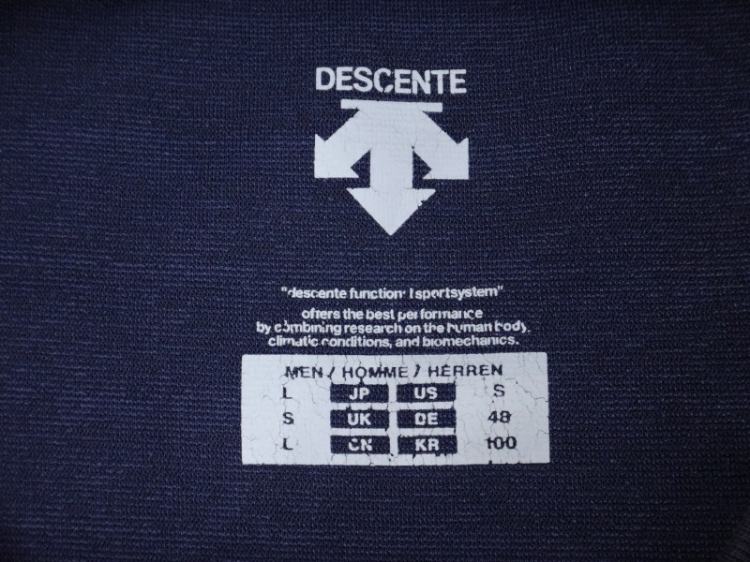 DESCENTE
"descente functional sportsystem"
offers the best performance
by combining research on the human body,
climatic conditions, and biomechanics.
MEN / HOMME / HERREN
L JP US S
S UK DE 48
L CN KR 100